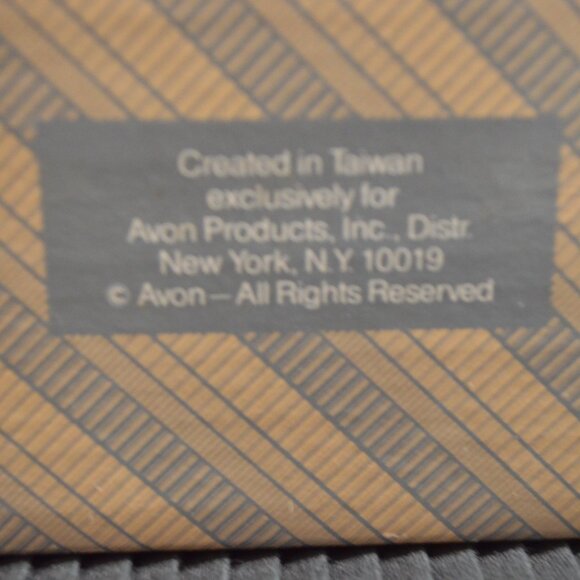 Created in Taiwan
exclusively for
Avon Products, Inc., Distr.
New York, N.Y. 10019
© Avon — All Rights Reserved